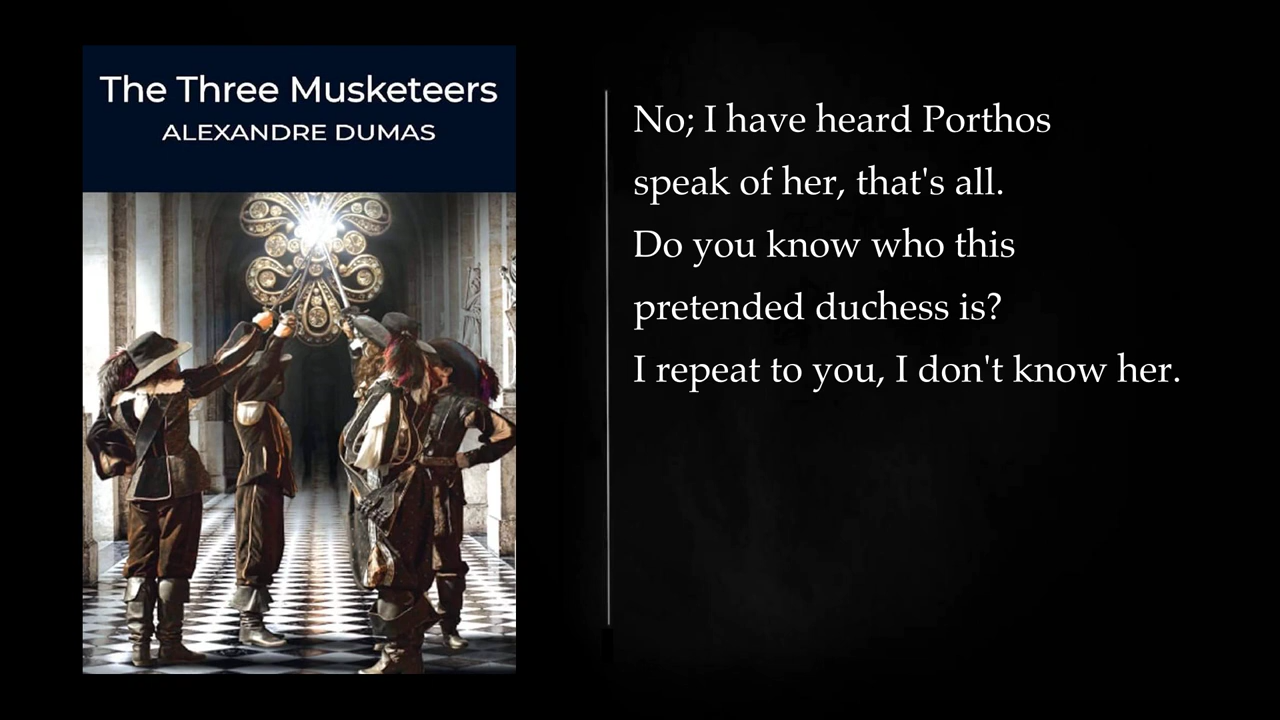 The Three Musketeers
ALEXANDRE DUMAS
No; I have heard Porthos
speak of her, that's all.
Do you know who this
pretended duchess is?
I repeat to you, I don't know her.